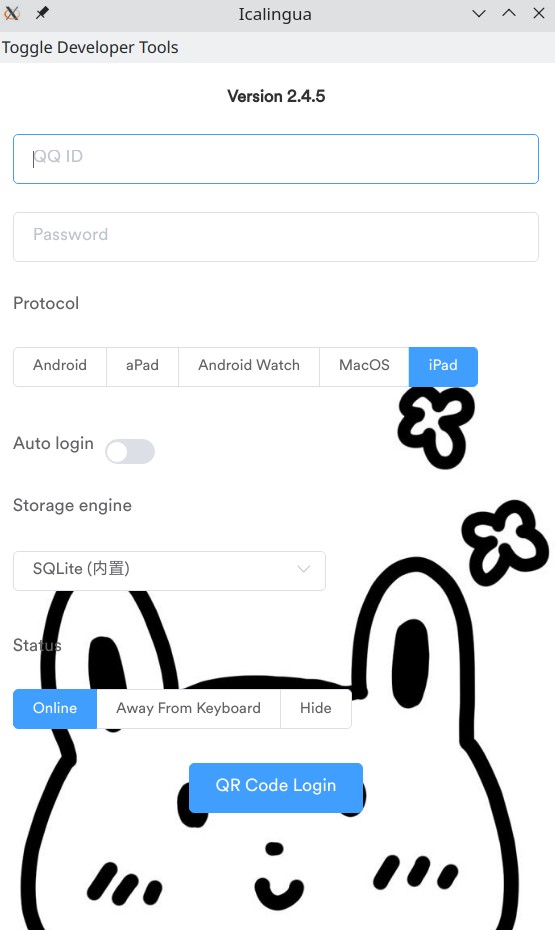 Icalingua
Toggle Developer Tools
Version 2.4.5
QQ ID
Password
Protocol
Android aPad Android Watch MacOS iPad
Auto login
Storage engine
SQLite (内置)
Status
Online Away From Keyboard Hide
QR Code Login